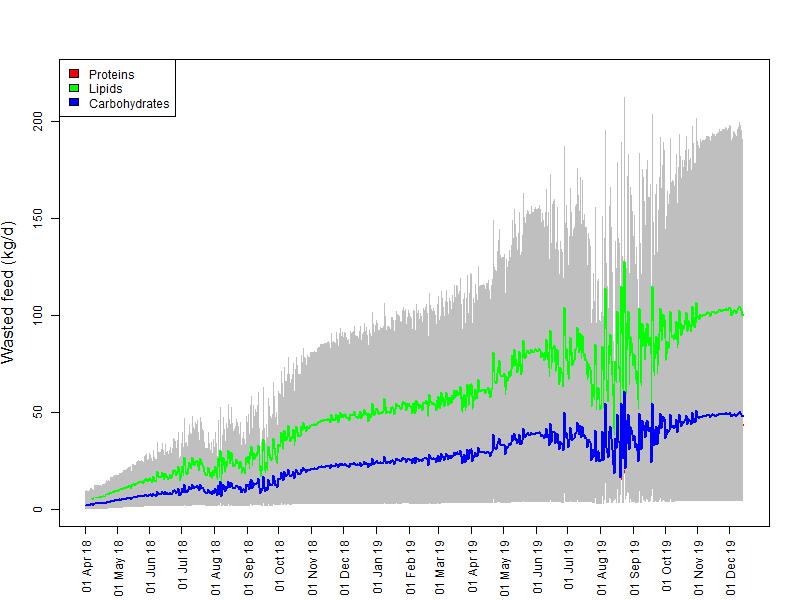 Proteins
Lipids
Carbohydrates
Wasted feed (kg/d)
200
150
100
50
0
01 Apr 18
01 May 18
01 Jun 18
01 Jul 18
01 Aug 18
01 Sep 18
01 Oct 18
01 Nov 18
01 Dec 18
01 Jan 19
01 Feb 19
01 Mar 19
01 Apr 19
01 May 19
01 Jun 19
01 Jul 19
01 Aug 19
01 Sep 19
01 Oct 19
01 Nov 19
01 Dec 19